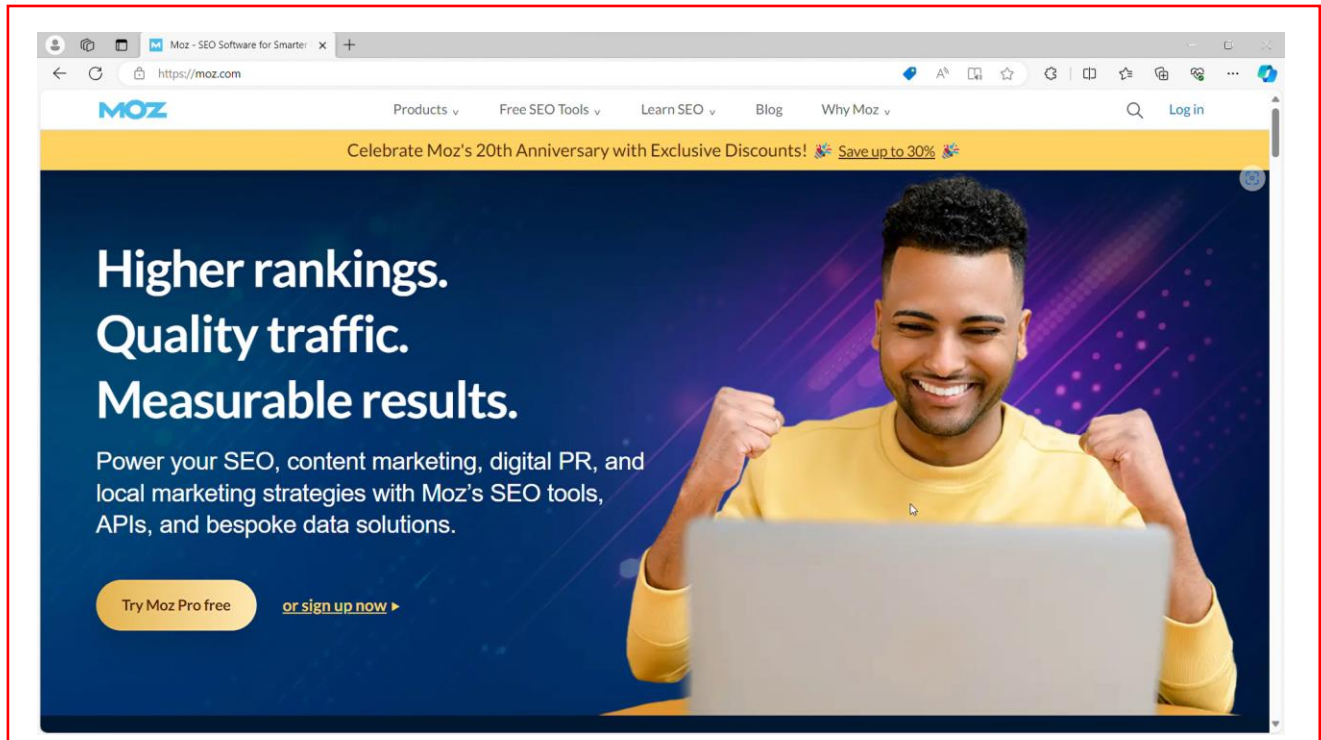 Moz - SEO Software for Smarter
https://moz.com
MOZ Products Free SEO Tools Learn SEO Blog Why Moz Log in
Celebrate Moz's 20th Anniversary with Exclusive Discounts! 🎉 Save up to 30% 🎉
Higher rankings.
Quality traffic.
Measurable results.
Power your SEO, content marketing, digital PR, and
local marketing strategies with Moz’s SEO tools,
APIs, and bespoke data solutions.
Try Moz Pro free or sign up now ▸